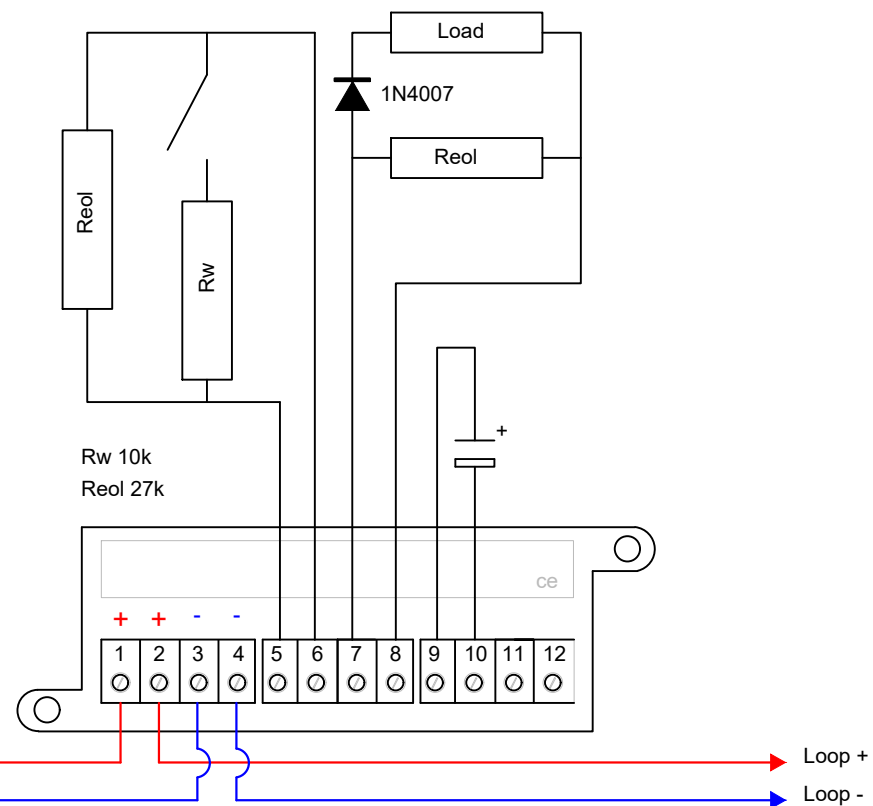 Load
1N4007
Reol
Reol
Rw
+
Rw 10k
Reol 27k
ce
+ + - -
1 2 3 4 5 6 7 8 9 10 11 12
Loop +
Loop -